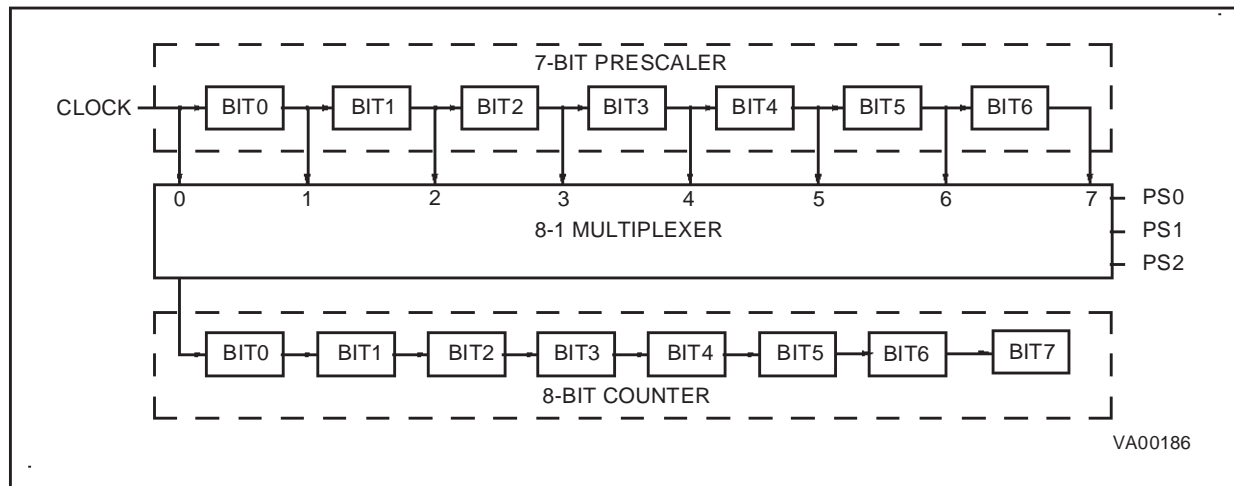 7-BIT PRESCALER
CLOCK BIT0 BIT1 BIT2 BIT3 BIT4 BIT5 BIT6
0 1 2 3 4 5 6 7 PS0
8-1 MULTIPLEXER PS1
PS2
BIT0 BIT1 BIT2 BIT3 BIT4 BIT5 BIT6 BIT7
8-BIT COUNTER
VA00186